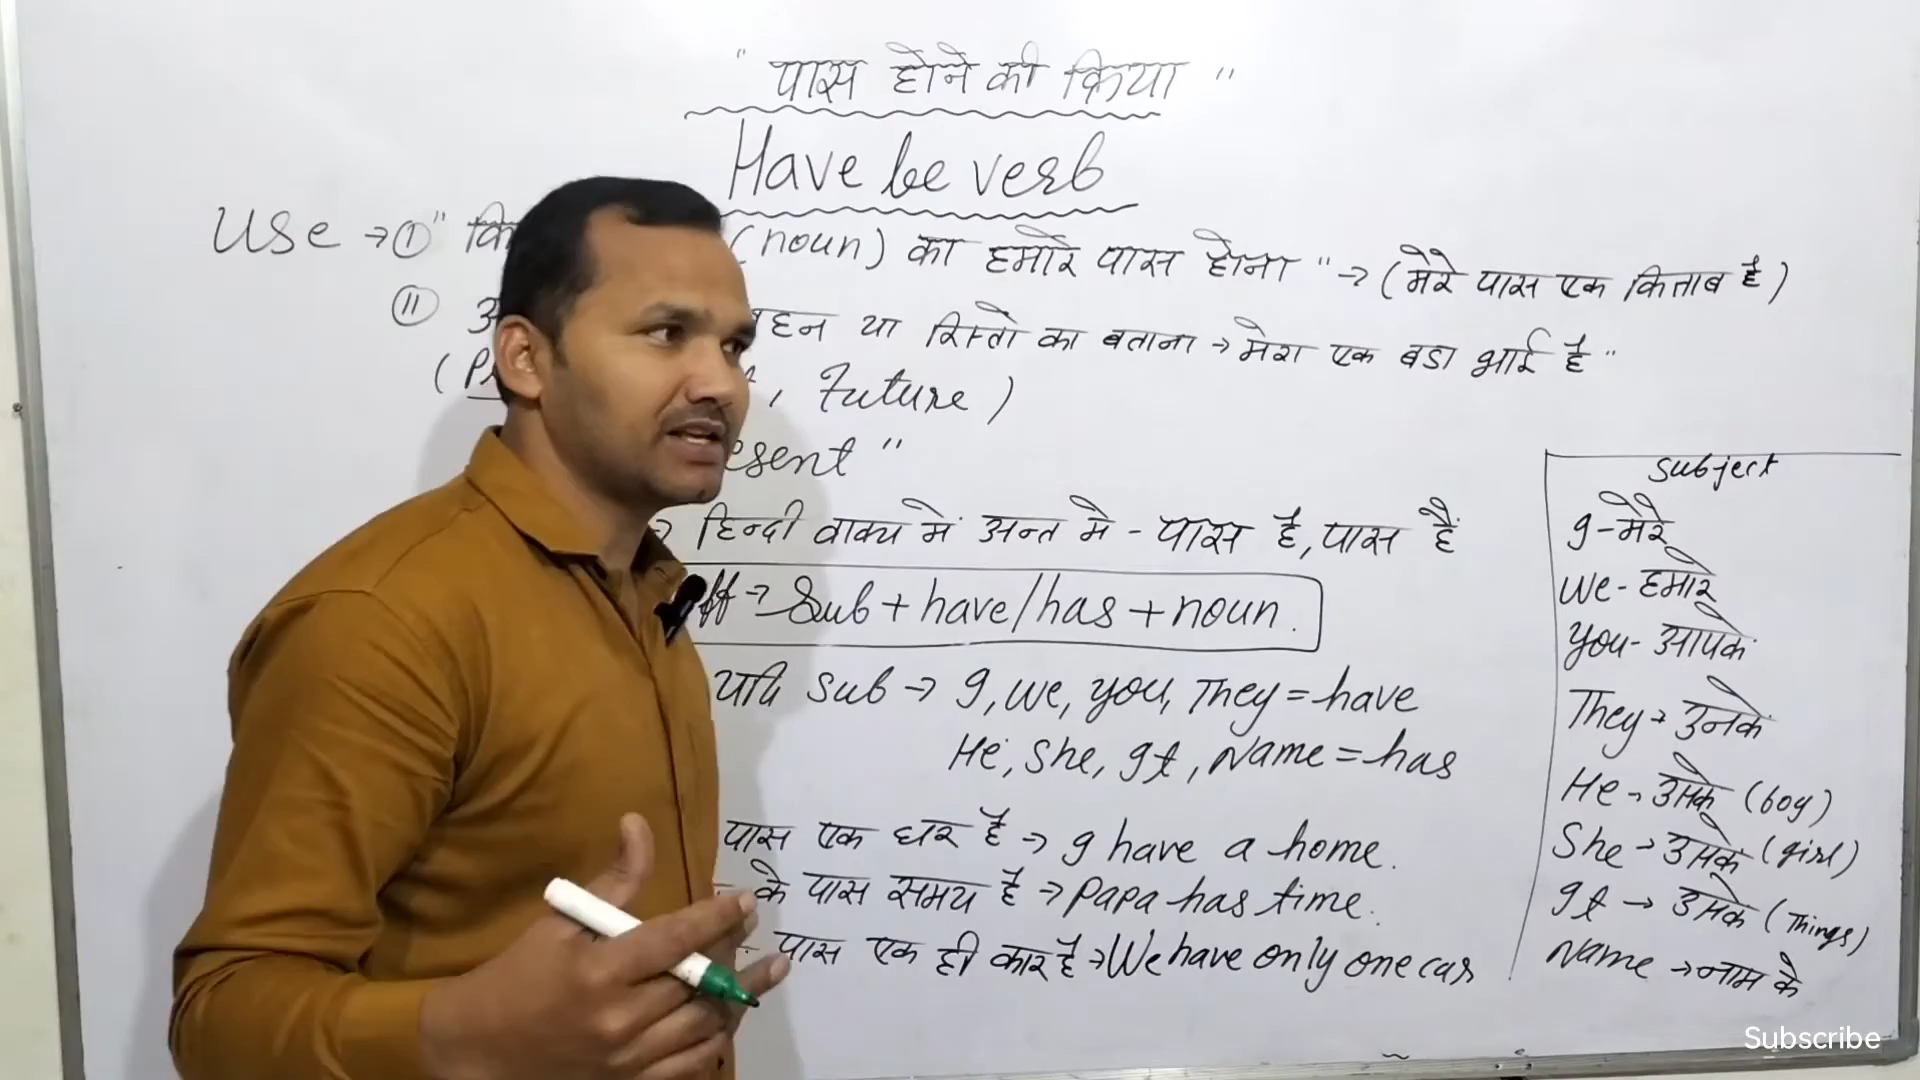 " पास होने की क्रिया "
Have be verb
Use → ① " (noun) का हमारे पास होना " → (मेरे पास एक किताब है)
② या रिस्तो का बताना → मेरा एक बडा भाई है "
( , Future )
"
→ हिन्दी वाक्य में अन्त मे - पास है, पास हैं
→ Sub + have/has + noun.
यदि sub → I, we, you, They = have
He, She, It, Name = has
पास एक घर है → I have a home.
के पास समय है → Papa has time.
पास एक ही कार है → We have only one car
Subject
I - मेरे
We - हमारे
You - आपके
They → उनके
He → उसके (boy)
She → उसके (girl)
It → उसके (Things)
Name → नाम के
Subscribe